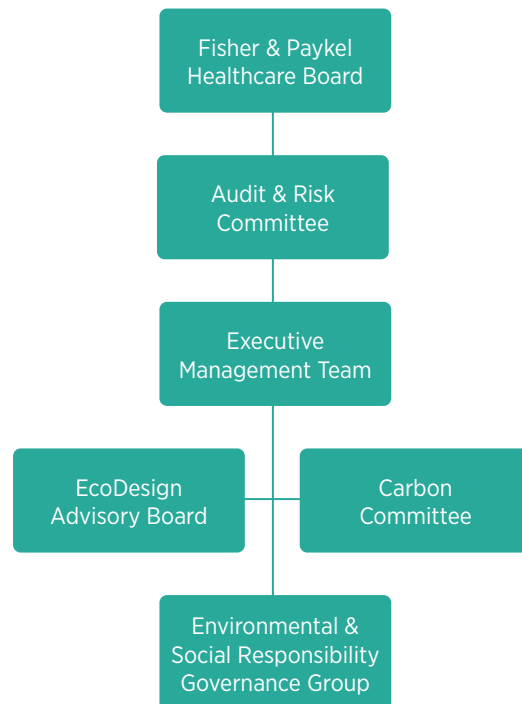 Fisher & Paykel
Healthcare Board
Audit & Risk
Committee
Executive
Management Team
EcoDesign
Advisory Board
Carbon
Committee
Environmental &
Social Responsibility
Governance Group